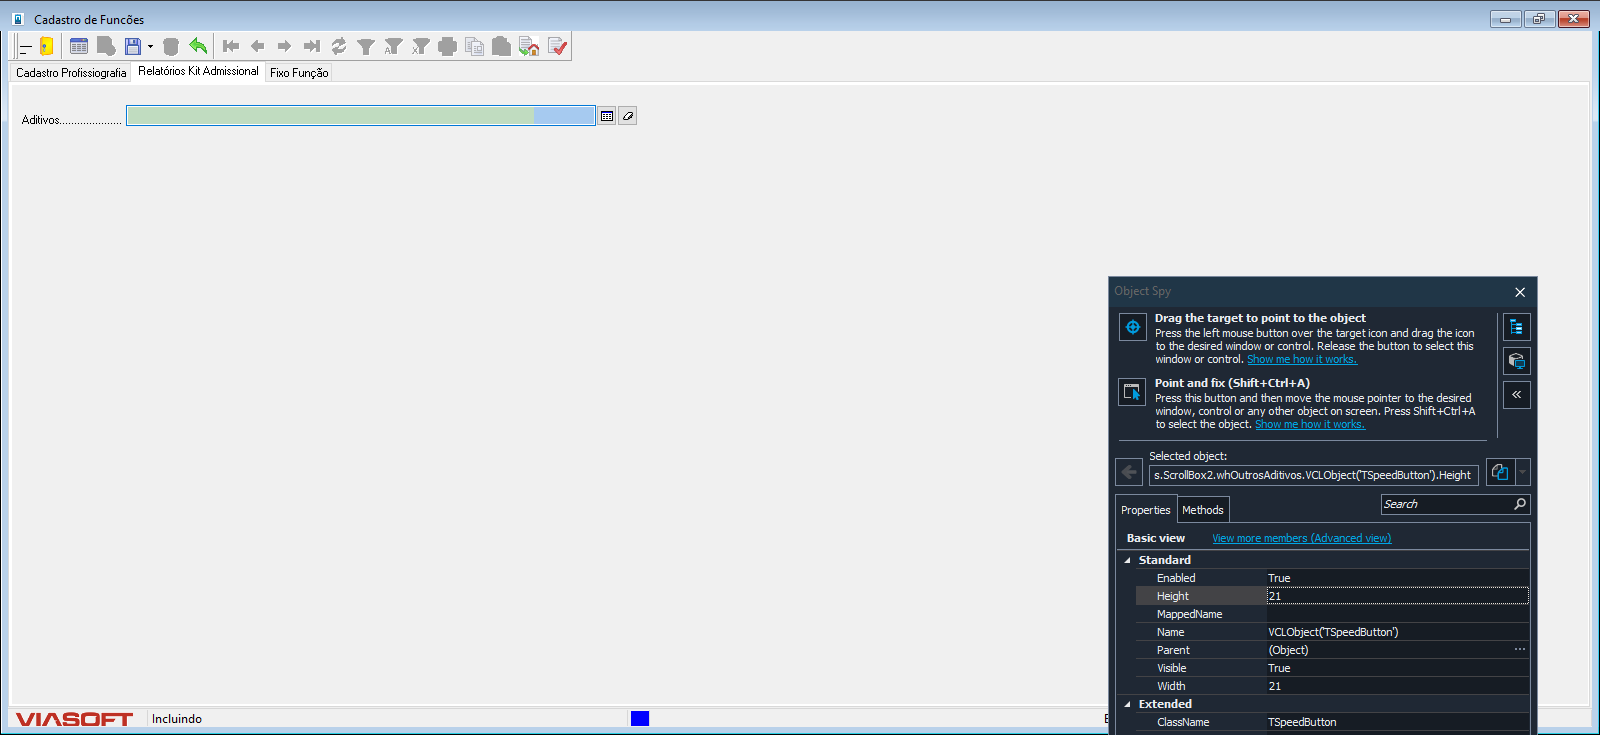 Cadastro de Funcões
Cadastro Profissiografia
Relatórios Kit Admissional
Fixo Função
Aditivos.....................
Object Spy
Drag the target to point to the object
Press the left mouse button over the target icon and drag the icon
to the desired window or control. Release the button to select this
window or control. Show me how it works.
Point and fix (Shift+Ctrl+A)
Press this button and then move the mouse pointer to the desired
window, control or any other object on screen. Press Shift+Ctrl+A
to select the object. Show me how it works.
Selected object:
s.ScrollBox2.whOutrosAditivos.VCLObject('TSpeedButton').Height
Properties
Methods
Search
Basic view
View more members (Advanced view)
Standard
Enabled True
Height 21
MappedName
Name VCLObject('TSpeedButton')
Parent (Object) ...
Visible True
Width 21
Extended
ClassName TSpeedButton
VIASOFT
Incluindo